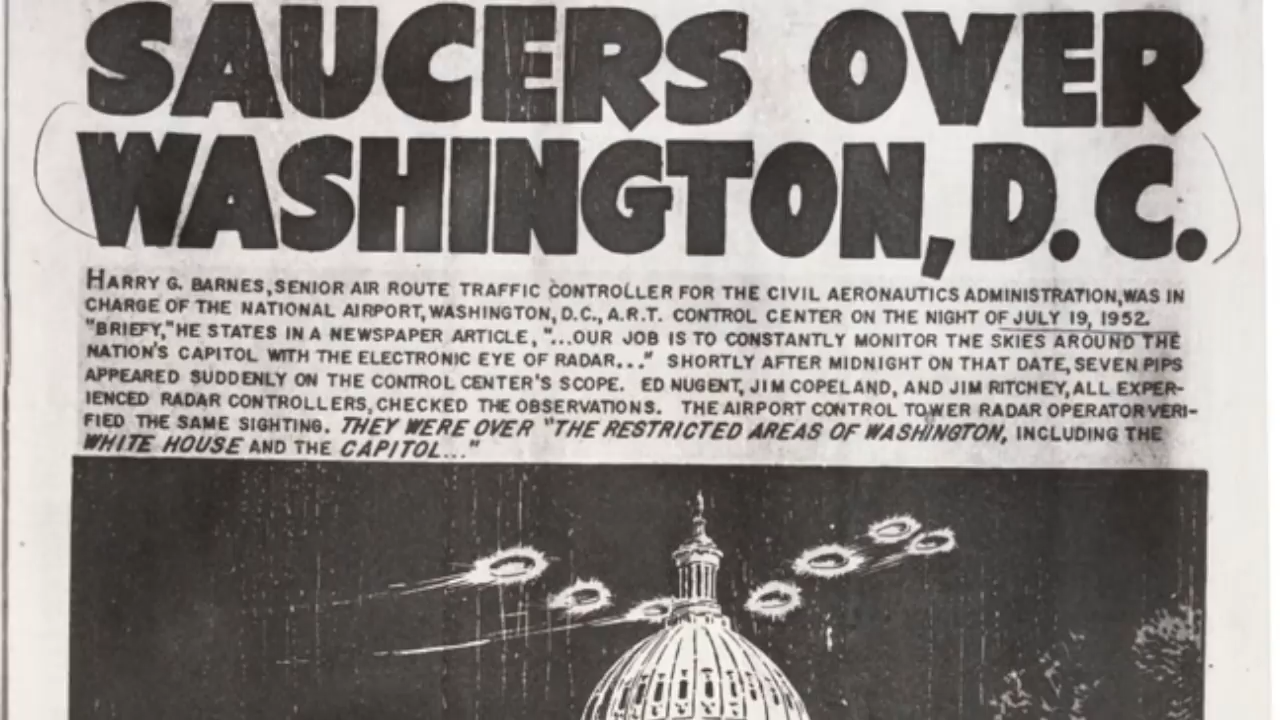 SAUCERS OVER
WASHINGTON, D.C.
HARRY G. BARNES, SENIOR AIR ROUTE TRAFFIC CONTROLLER FOR THE CIVIL AERONAUTICS ADMINISTRATION, WAS IN
CHARGE OF THE NATIONAL AIRPORT, WASHINGTON, D.C., A.R.T. CONTROL CENTER ON THE NIGHT OF JULY 19, 1952.
"BRIEFY," HE STATES IN A NEWSPAPER ARTICLE, "...OUR JOB IS TO CONSTANTLY MONITOR THE SKIES AROUND THE
NATION'S CAPITOL WITH THE ELECTRONIC EYE OF RADAR..." SHORTLY AFTER MIDNIGHT ON THAT DATE, SEVEN PIPS
APPEARED SUDDENLY ON THE CONTROL CENTER'S SCOPE. ED NUGENT, JIM COPELAND, AND JIM RITCHEY, ALL EXPER-
IENCED RADAR CONTROLLERS, CHECKED THE OBSERVATIONS. THE AIRPORT CONTROL TOWER RADAR OPERATOR VERI-
FIED THE SAME SIGHTING. THEY WERE OVER "THE RESTRICTED AREAS OF WASHINGTON, INCLUDING THE
WHITE HOUSE AND THE CAPITOL..."